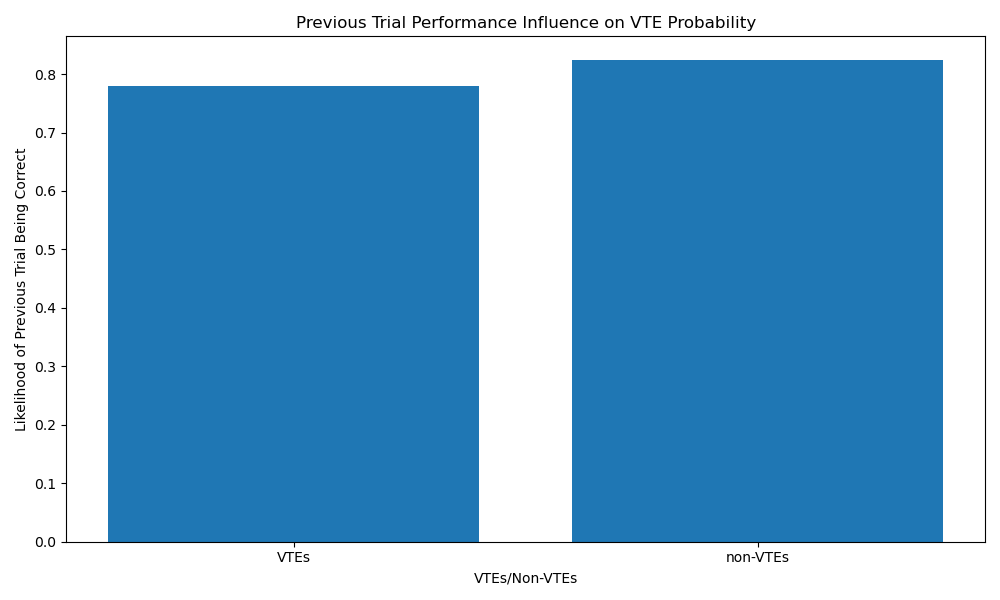 Previous Trial Performance Influence on VTE Probability
Likelihood of Previous Trial Being Correct
0.8
0.7
0.6
0.5
0.4
0.3
0.2
0.1
0.0
VTEs
non-VTEs
VTEs/Non-VTEs